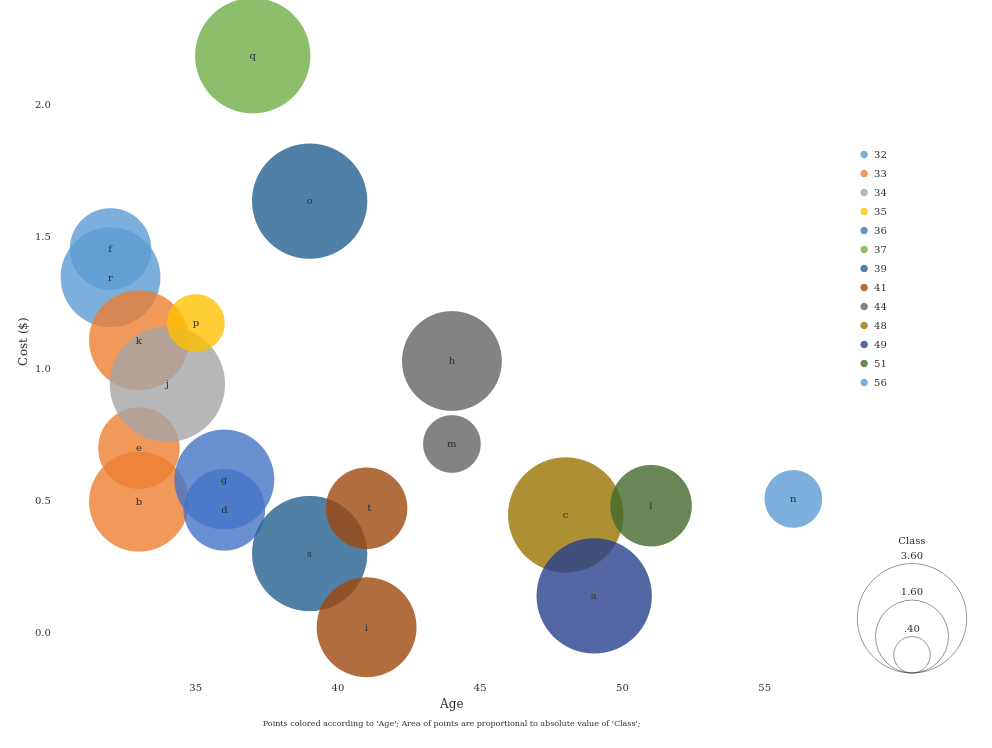 q
2.0
o
1.5
f
r
p
k
j
h
1.0
Cost ($)
m
e
g
b
d
t
s
c
l
n
0.5
a
i
0.0
35 40 45 50 55
Age
Points colored according to 'Age'; Area of points are proportional to absolute value of 'Class';
32
33
34
35
36
37
39
41
44
48
49
51
56
Class
3.60
1.60
.40